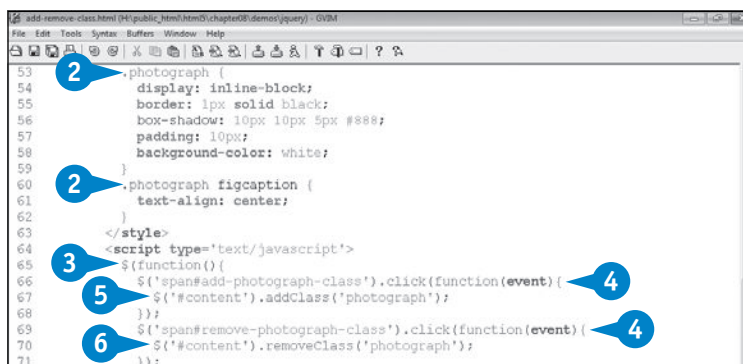 add-remove-class.html (H:\public_html\html5\chapter08\demos\jquery) - GVIM
File Edit Tools Syntax Buffers Window Help
53 2 .photograph {
54 display: inline-block;
55 border: 1px solid black;
56 box-shadow: 10px 10px 5px #888;
57 padding: 10px;
58 background-color: white;
59 }
60 2 .photograph figcaption {
61 text-align: center;
62 }
63 </style>
64 <script type='text/javascript'>
65 3 $(function(){
66 $('span#add-photograph-class').click(function(event){ 4
67 5 $('#content').addClass('photograph');
68 });
69 $('span#remove-photograph-class').click(function(event){ 4
70 6 $('#content').removeClass('photograph');
71 });